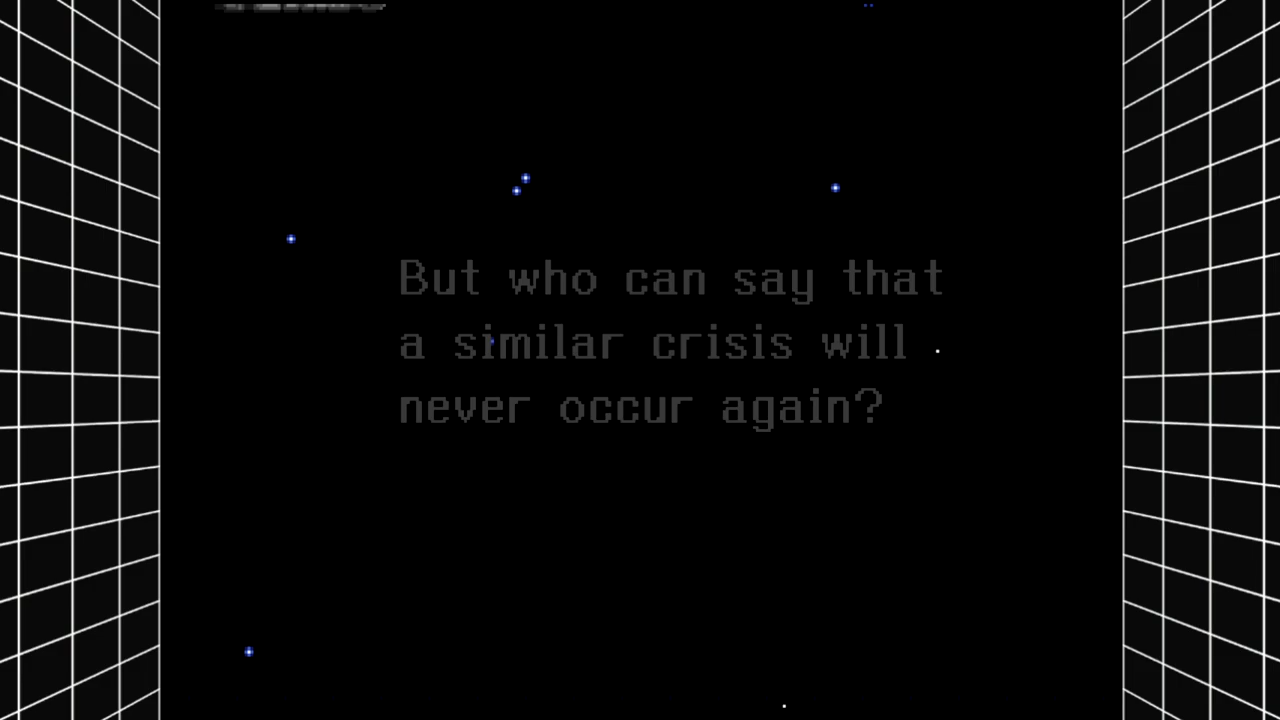 But who can say that
a similar crisis will
never occur again?